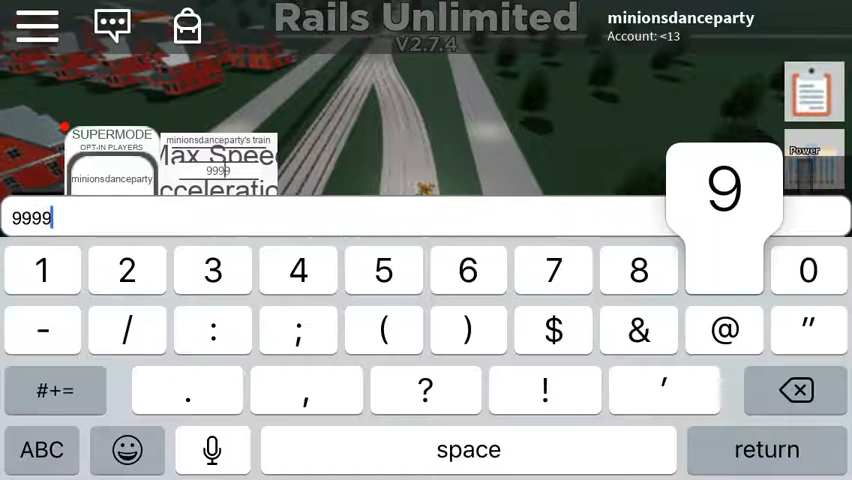 Rails Unlimited
V2.7.4
minionsdanceparty
Account: <13
SUPERMODE
OPT-IN PLAYERS
minionsdanceparty
minionsdanceparty's train
Max Speed
9999
Acceleratio
Power
9999
9
1 2 3 4 5 6 7 8 0
- / : ; ( ) $ & @ "
#+= . , ? ! '
ABC space return